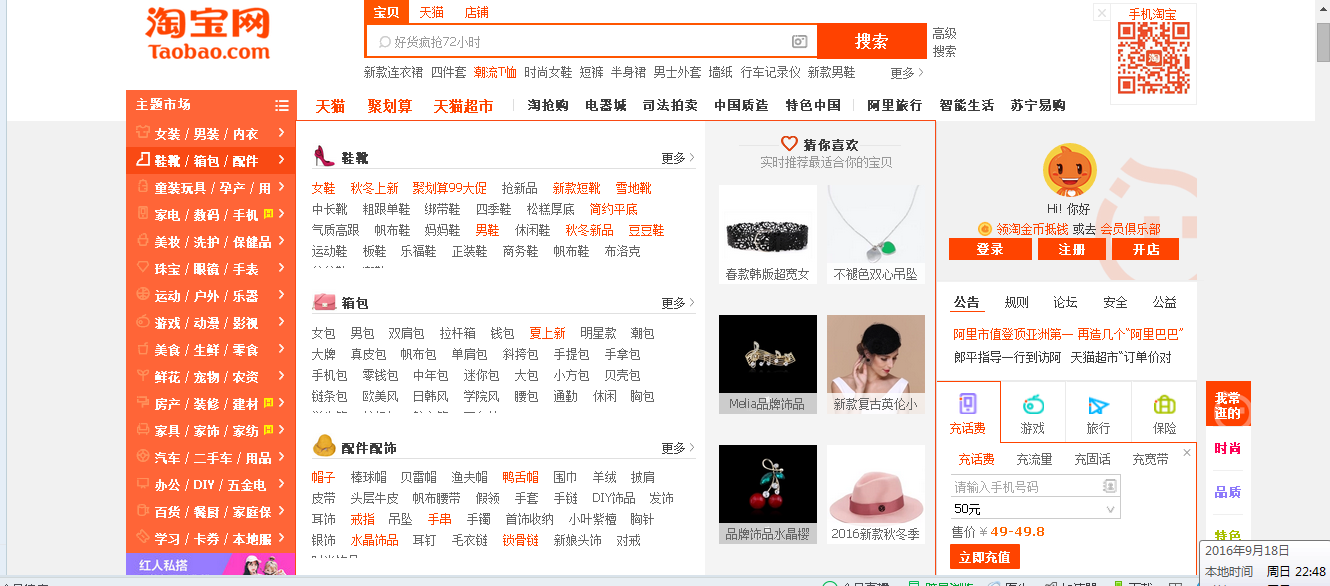 淘宝网
Taobao.com
宝贝 天猫 店铺
好货疯抢72小时
搜索
高级
搜索
新款连衣裙 四件套 潮流T恤 时尚女鞋 短裤 半身裙 男士外套 墙纸 行车记录仪 新款男鞋 更多
手机淘宝
主题市场
天猫 聚划算 天猫超市 淘抢购 电器城 司法拍卖 中国质造 特色中国 阿里旅行 智能生活 苏宁易购
女装 / 男装 / 内衣
鞋靴 / 箱包 / 配件
童装玩具 / 孕产 / 用
家电 / 数码 / 手机
美妆 / 洗护 / 保健品
珠宝 / 眼镜 / 手表
运动 / 户外 / 乐器
游戏 / 动漫 / 影视
美食 / 生鲜 / 零食
鲜花 / 宠物 / 农资
房产 / 装修 / 建材
家具 / 家饰 / 家纺
汽车 / 二手车 / 用品
办公 / DIY / 五金电
百货 / 餐厨 / 家庭保
学习 / 卡券 / 本地服
红人私搭
鞋靴 更多
女鞋 秋冬上新 聚划算99大促 抢新品 新款短靴 雪地靴
中长靴 粗跟单鞋 绑带鞋 四季鞋 松糕厚底 简约平底
气质高跟 帆布鞋 妈妈鞋 男鞋 休闲鞋 秋冬新品 豆豆鞋
运动鞋 板鞋 乐福鞋 正装鞋 商务鞋 帆布鞋 布洛克
箱包 更多
女包 男包 双肩包 拉杆箱 钱包 夏上新 明星款 潮包
大牌 真皮包 帆布包 单肩包 斜挎包 手提包 手拿包
手机包 零钱包 中年包 迷你包 大包 小方包 贝壳包
链条包 欧美风 日韩风 学院风 腰包 通勤 休闲 胸包
配件配饰 更多
帽子 棒球帽 贝雷帽 渔夫帽 鸭舌帽 围巾 羊绒 披肩
皮带 头层牛皮 帆布腰带 假领 手套 手链 DIY饰品 发饰
耳饰 戒指 吊坠 手串 手镯 首饰收纳 小叶紫檀 胸针
银饰 水晶饰品 耳钉 毛衣链 锁骨链 新娘头饰 对戒
猜你喜欢
实时推荐最适合你的宝贝
春款韩版超宽女 不褪色双心吊坠
Melia品牌饰品 新款复古英伦小
品牌饰品水晶樱 2016新款秋冬季
Hi! 你好
领淘金币抵钱 或去 会员俱乐部
登录 注册 开店
公告 规则 论坛 安全 公益
阿里市值登顶亚洲第一 再造几个“阿里巴巴”
郎平指导一行到访阿 天猫超市“订单价对
充话费 游戏 旅行 保险
充话费 充流量 充固话 充宽带
请输入手机号码
50元
售价 ¥ 49-49.8
立即充值
我常
逛的
时尚
品质
特色
2016年9月18日
本地时间 周日 22:48